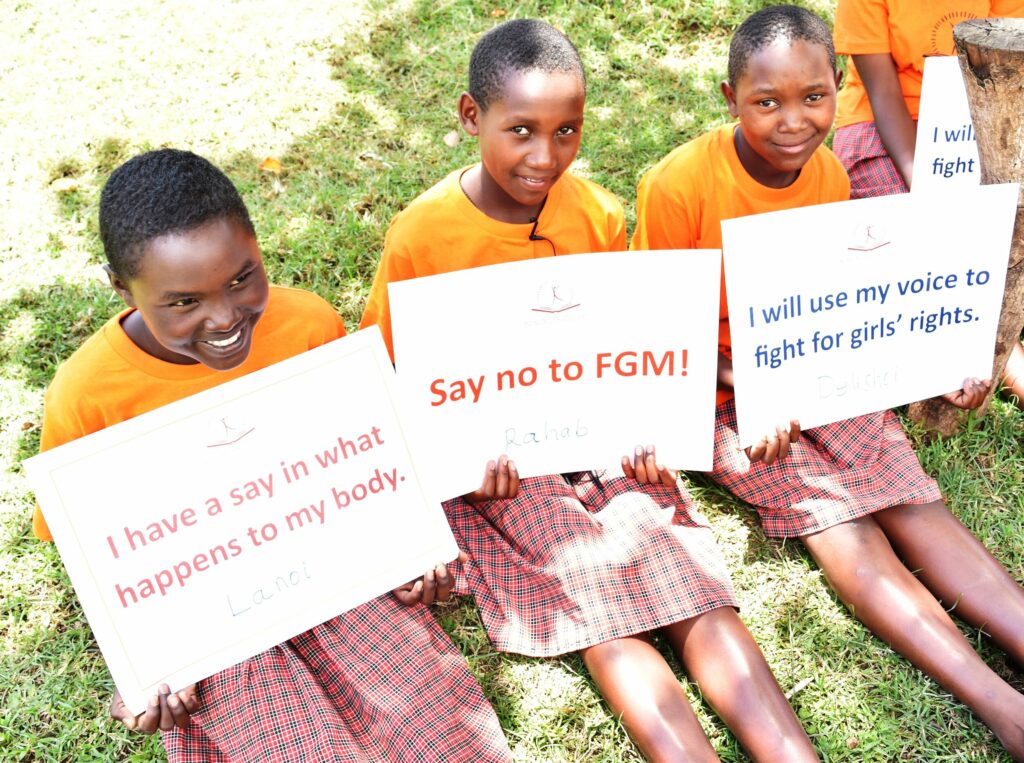 I have a say in what
happens to my body.
Lanoi
Say no to FGM!
Rahab
I will use my voice to
fight for girls' rights.
I will
fight